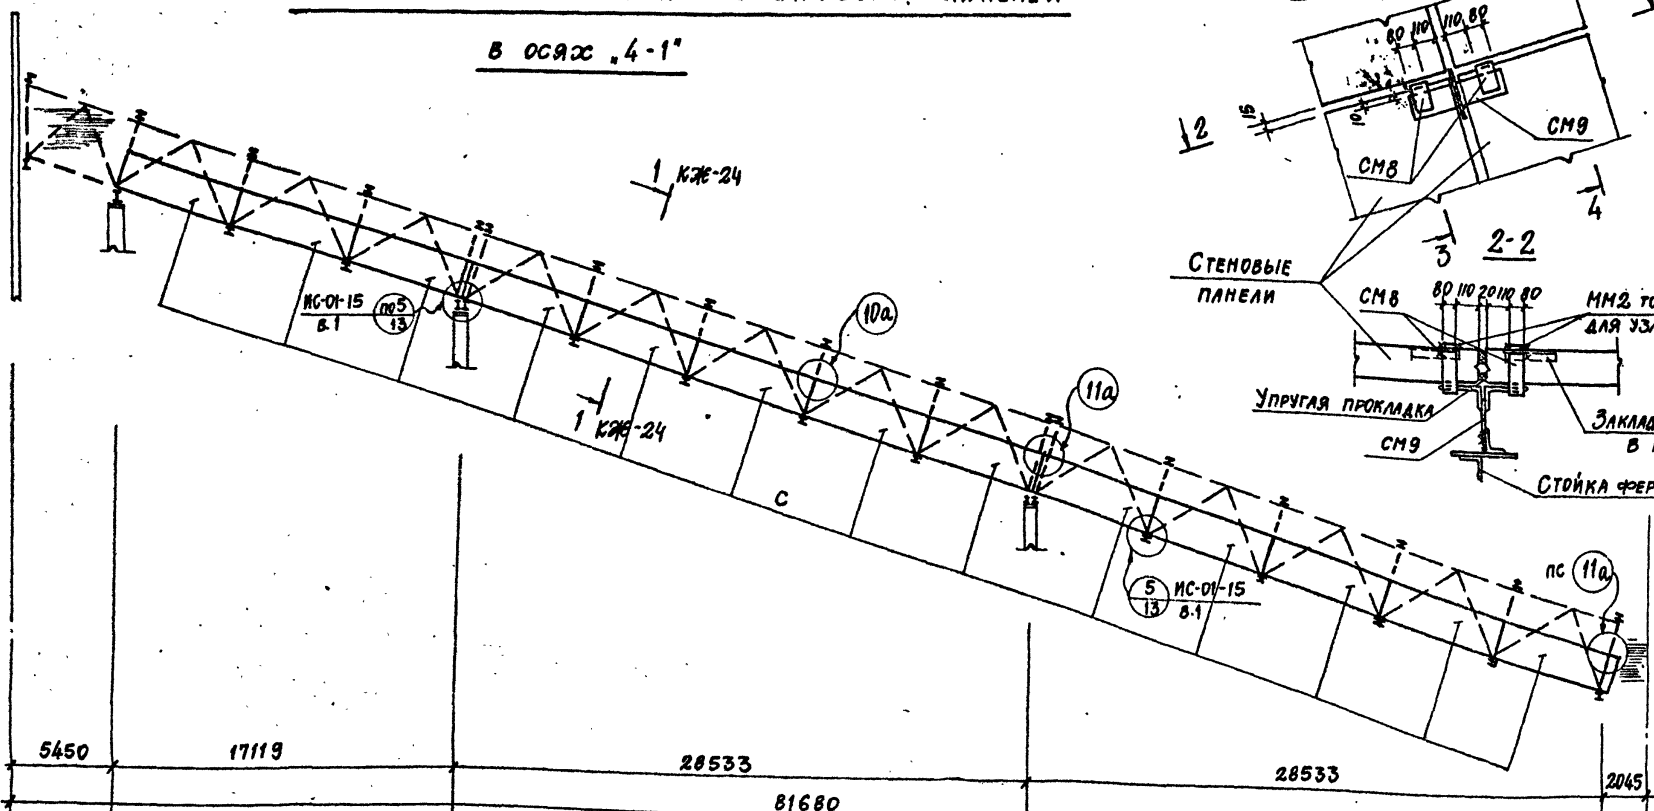 В ОСЯХ „4-1"
1 КЖ-24
ИС-01-15
В.1
по5
13
10а
11а
1 КЖ-24
С
5
13
ИС-01-15
В.1
пс 11а
5450
17119
28533
28533
2045
81680
80 110 110 80
15
10
2
СМ9
СМ8
4
3
2-2
СТЕНОВЫЕ
ПАНЕЛИ
СМ8
80 110 20 110 80
ММ2
ДЛЯ
УПРУГАЯ ПРОКЛАДКА
СМ9
В
СТОЙКА